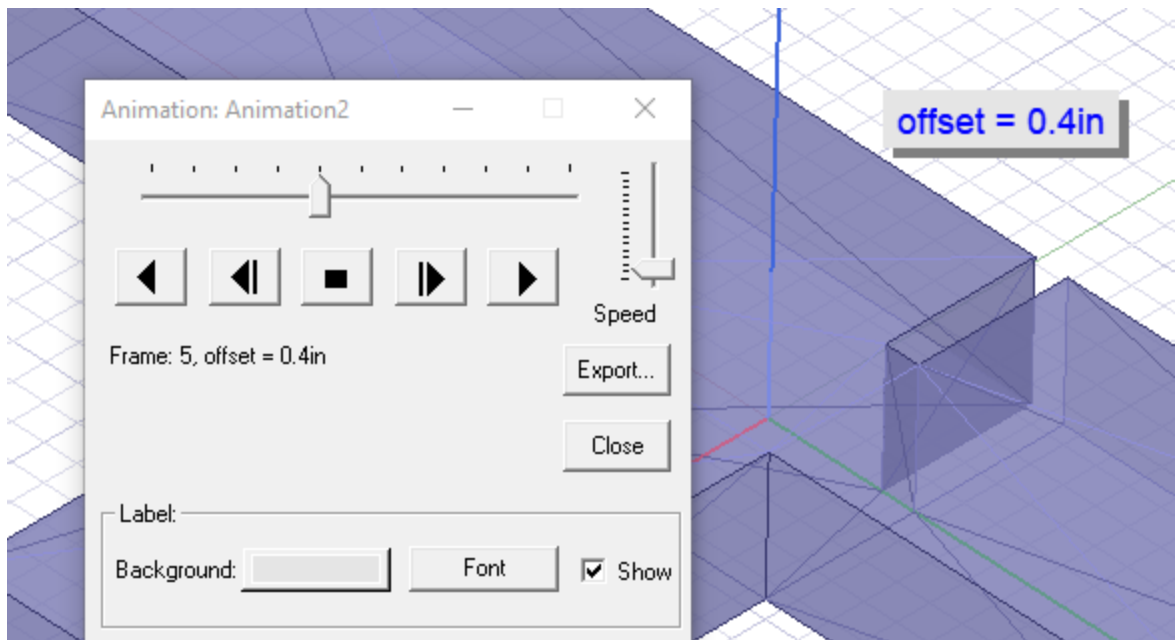 Animation: Animation2
offset = 0.4in
Speed
Frame: 5, offset = 0.4in
Export...
Close
Label:
Background:
Font
Show